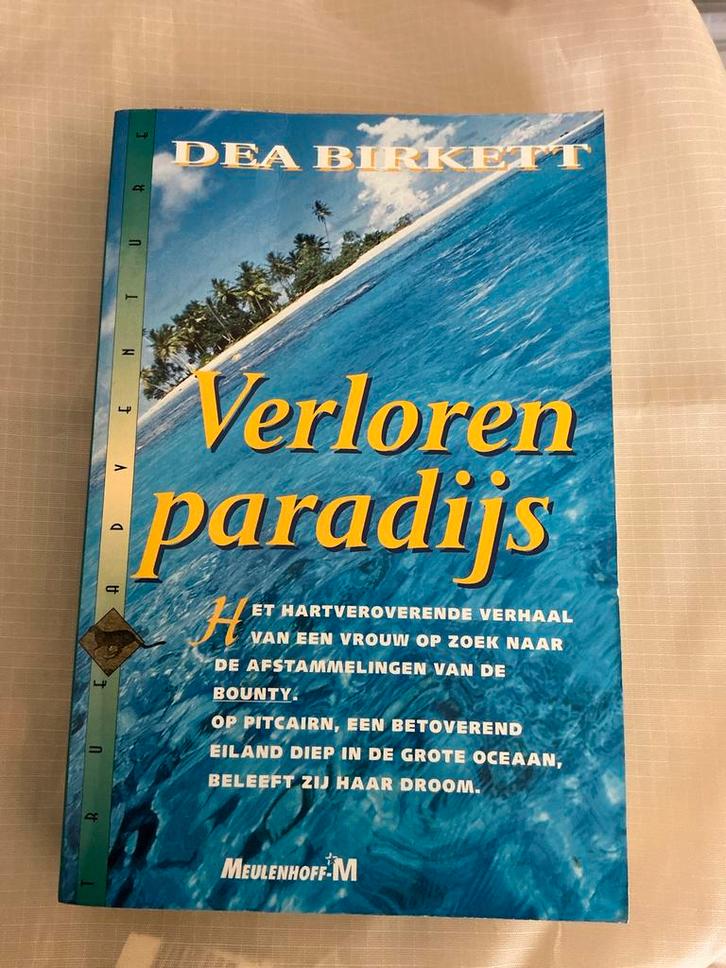 DEA BIRKETT
Verloren
paradijs
HET HARTVEROVERENDE VERHAAL
VAN EEN VROUW OP ZOEK NAAR
DE AFSTAMMELINGEN VAN DE
BOUNTY.
OP PITCAIRN, EEN BETOVEREND
EILAND DIEP IN DE GROTE OCEAAN,
BELEEFT ZIJ HAAR DROOM.
MEULENHOFF-M
TRUE ADVENTURE